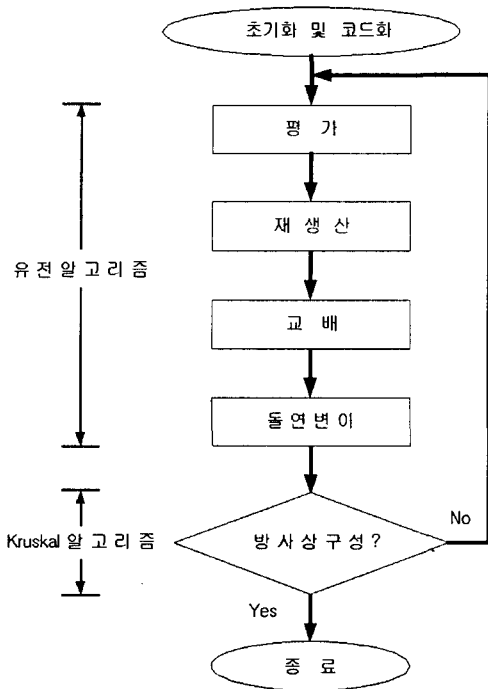 초기화 및 코드화
평 가
재 생 산
유 전 알 고 리 즘
교 배
돌 연 변 이
Kruskal 알 고 리 즘
방 사 상 구 성 ?
No
Yes
종 료